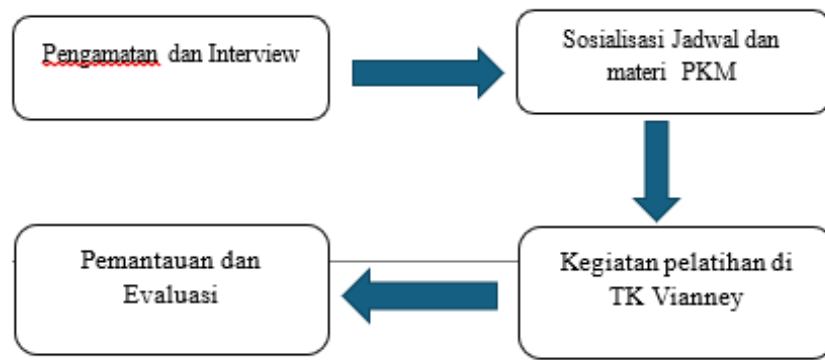 Pengamatan dan Interview
Sosialisasi Jadwal dan
materi PKM
Kegiatan pelatihan di
TK Vianney
Pemantauan dan
Evaluasi